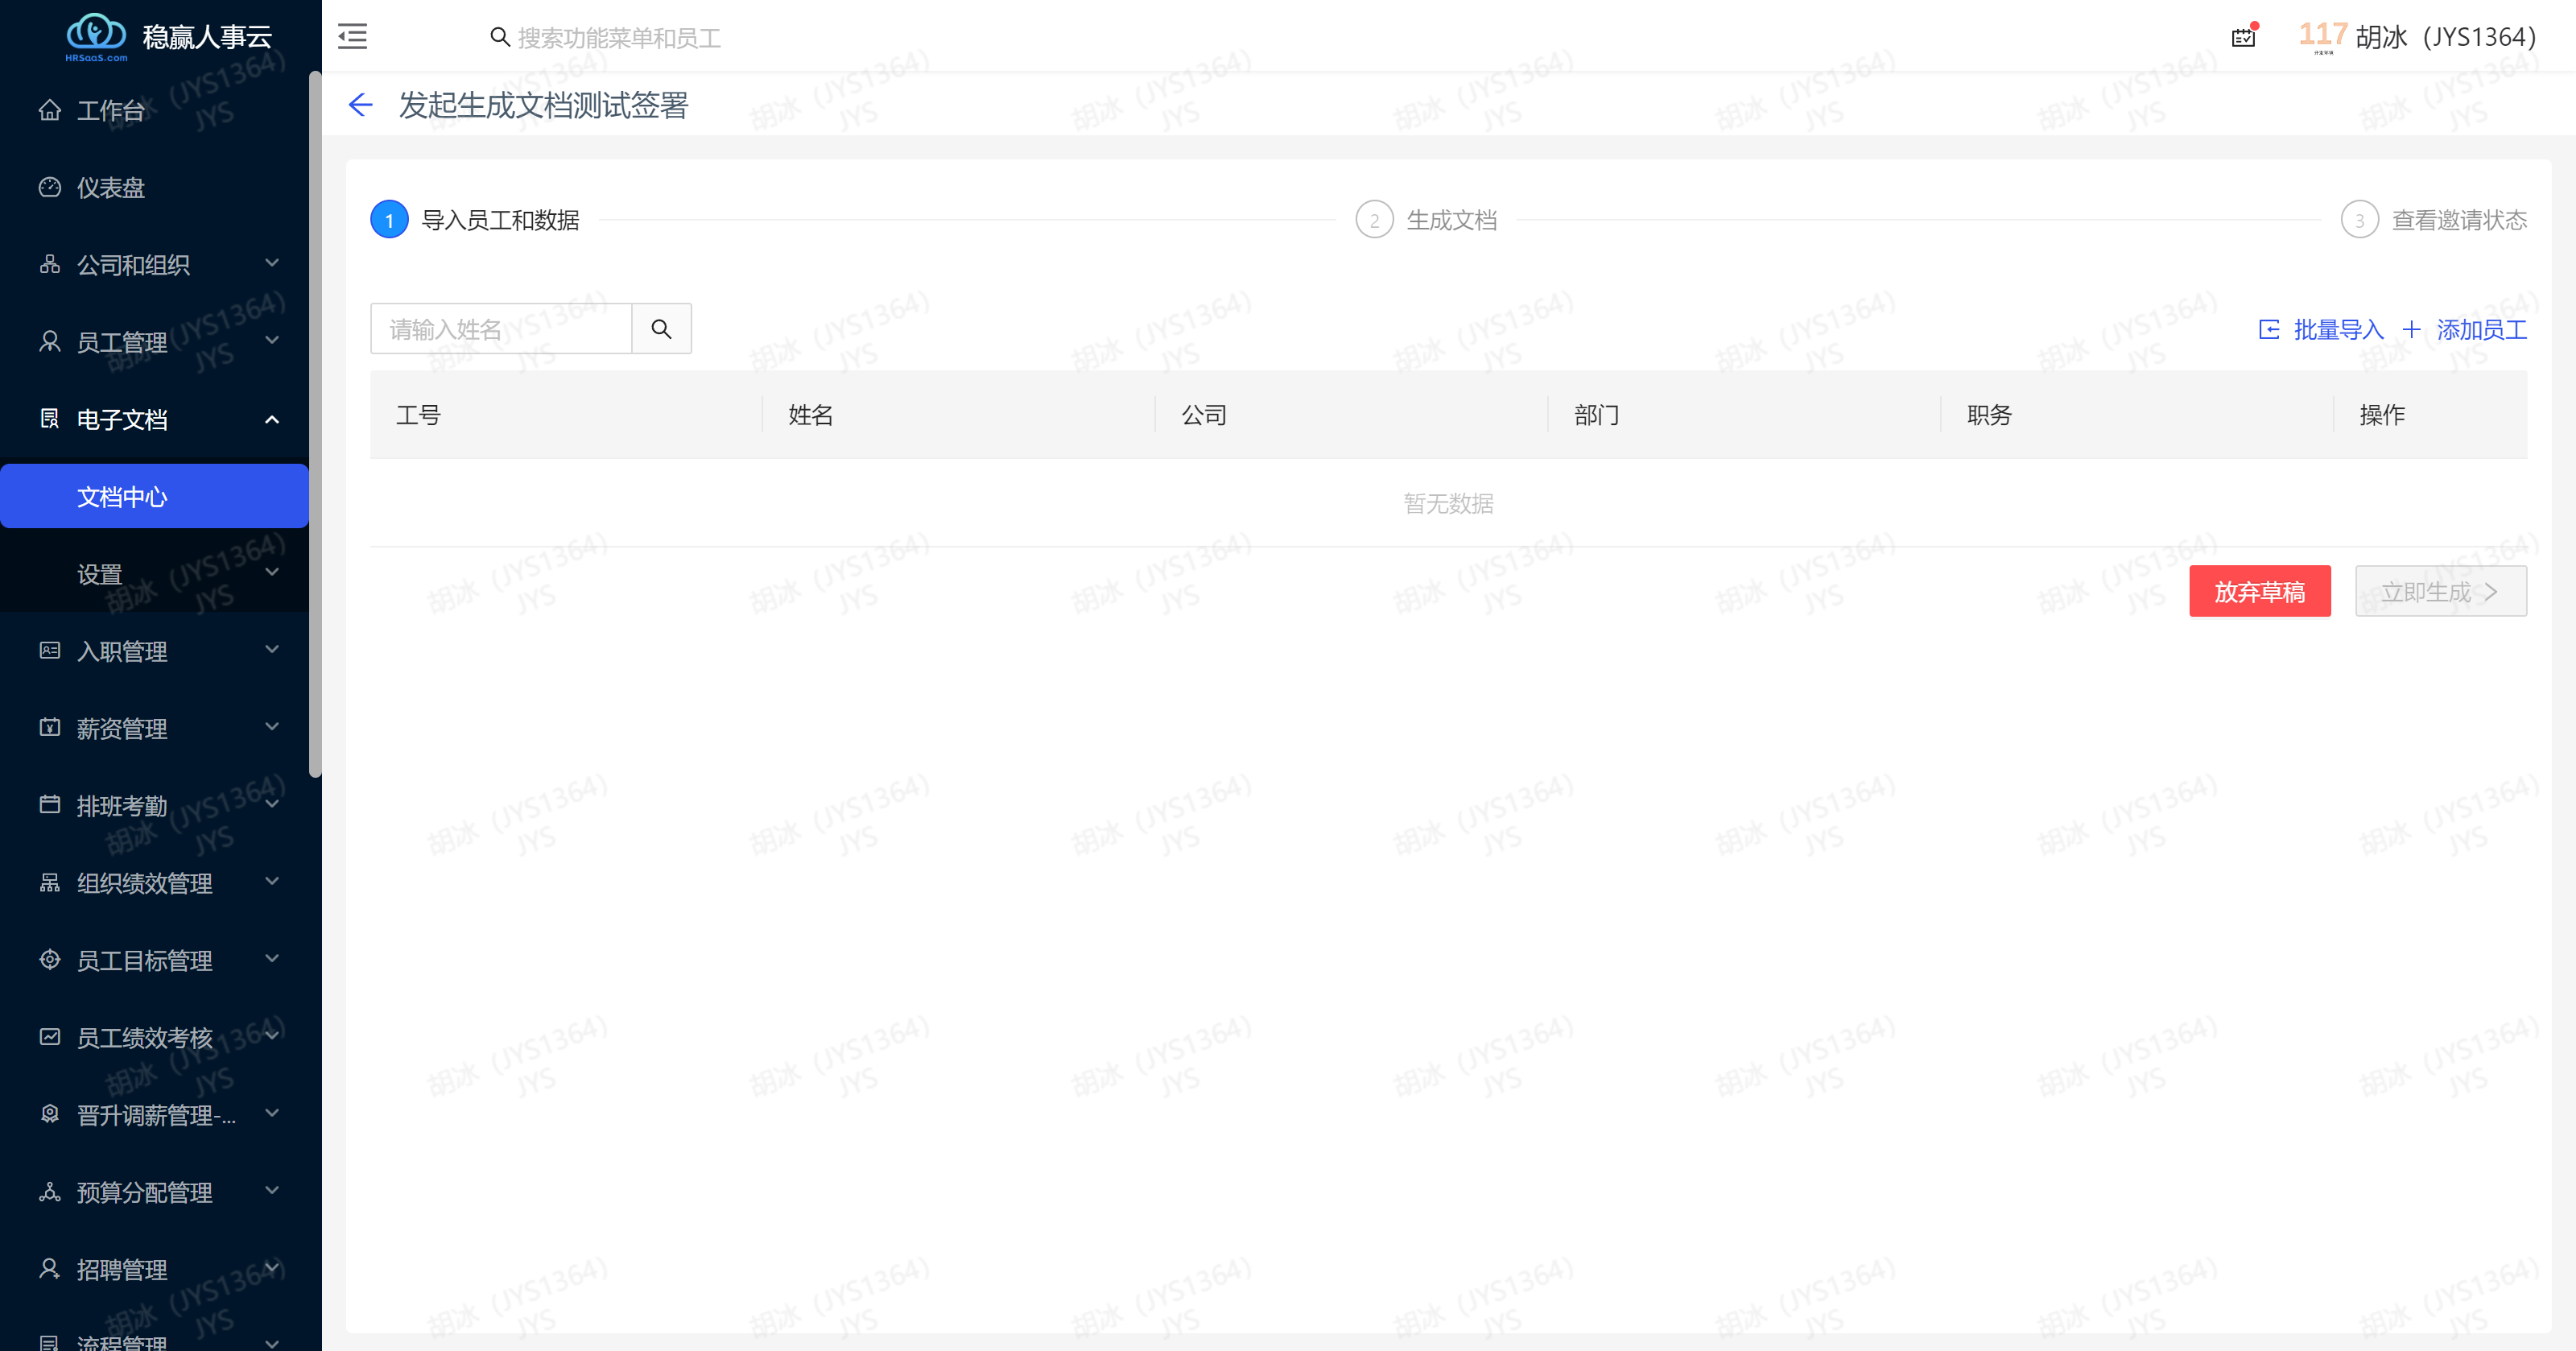 稳赢人事云
HRSaaS.com
搜索功能菜单和员工
117 胡冰（JYS1364）
工作台
仪表盘
公司和组织
员工管理
电子文档
文档中心
设置
入职管理
薪资管理
排班考勤
组织绩效管理
员工目标管理
员工绩效考核
晋升调薪管理-...
预算分配管理
招聘管理
流程管理
发起生成文档测试签署
1 导入员工和数据
2 生成文档
3 查看邀请状态
请输入姓名
批量导入
添加员工
工号 姓名 公司 部门 职务 操作
暂无数据
放弃草稿
立即生成
胡冰（JYS1364）
JYS